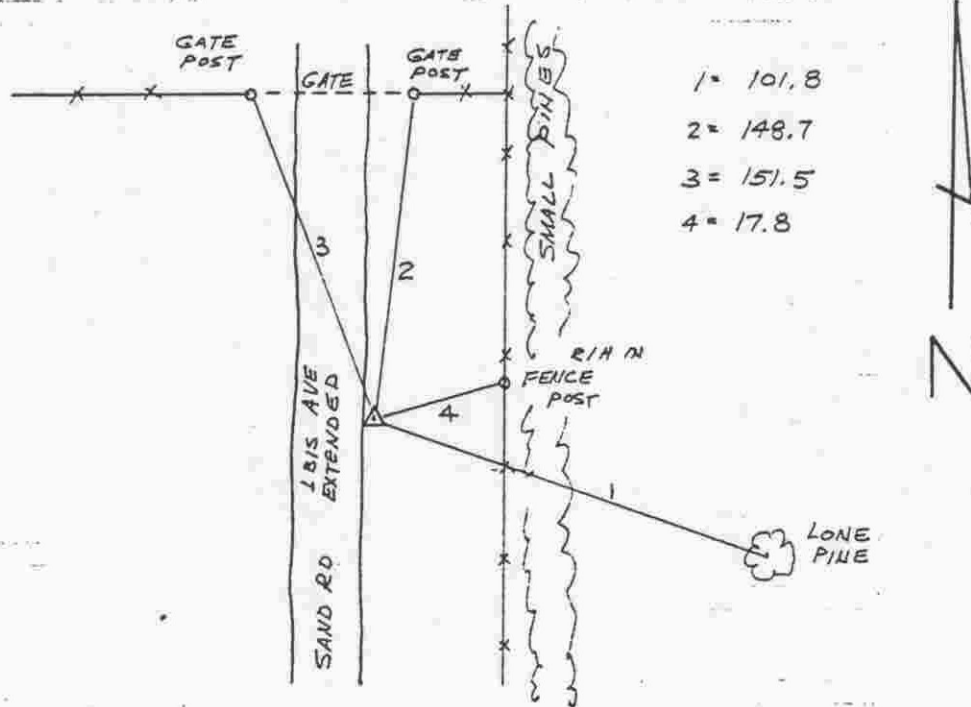 GATE
POST
GATE
GATE
POST
SMALL PINES
1= 101.8
2= 148.7
3= 151.5
4= 17.8
3
2
R/H IN
FENCE
POST
4
IBIS AVE
EXTENDED
1
LONE
PINE
SAND RD
N